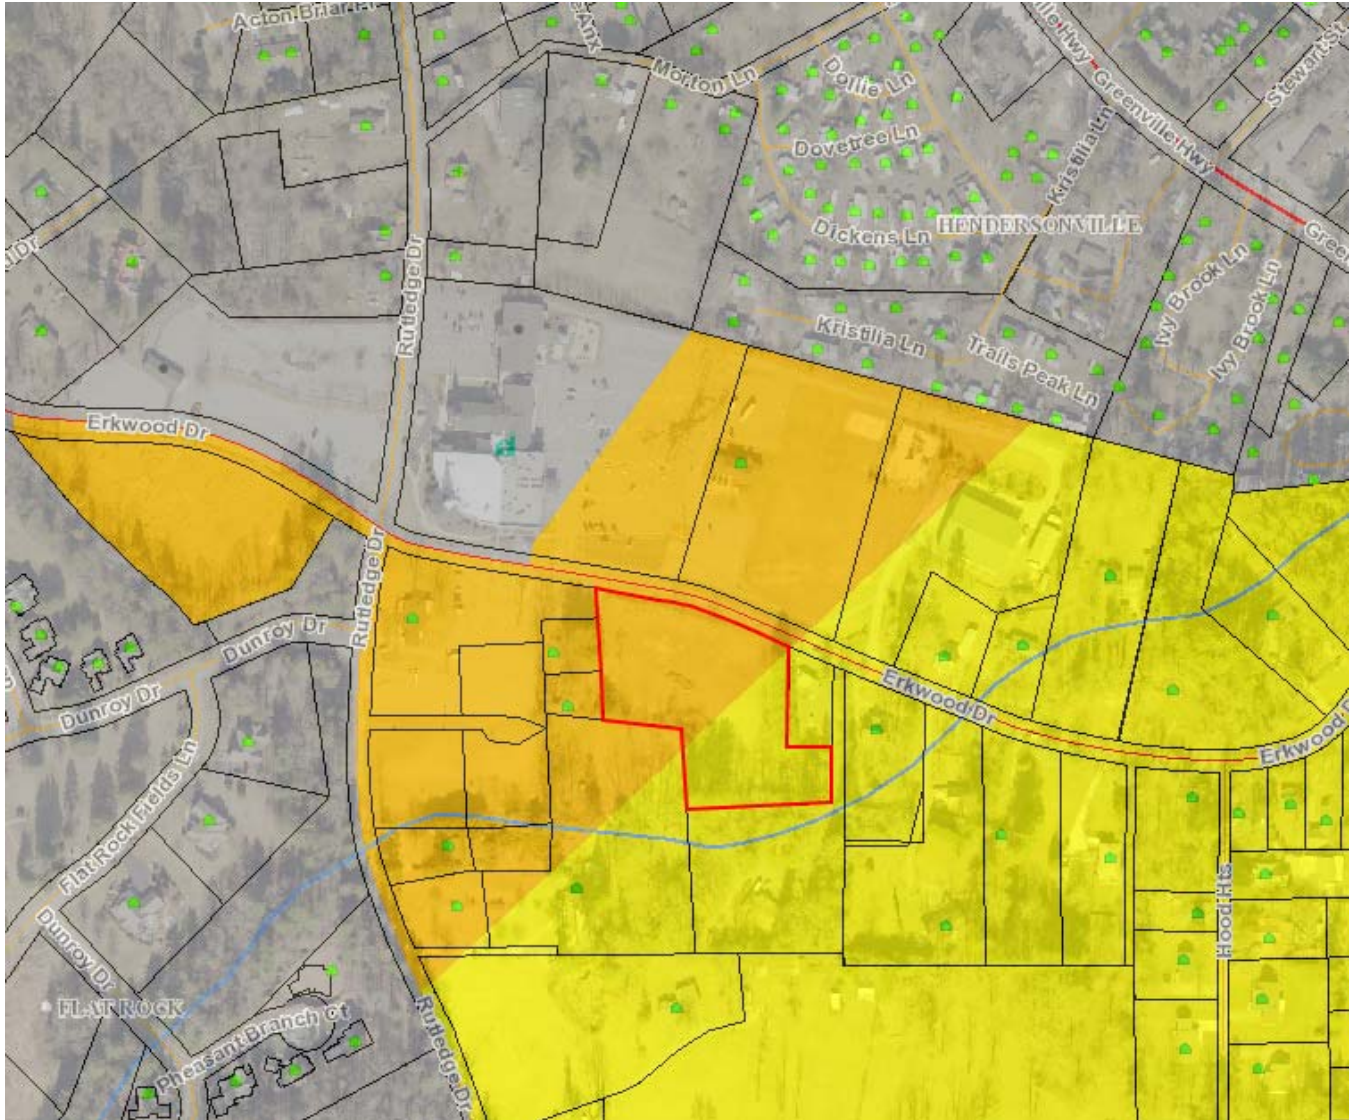 Acton Briar Pl
Morton Ln
Dollie Ln
Dovetree Ln
Dickens Ln
HENDERSONVILLE
Kristilia Ln
Greenville Hwy
Stewart St
Ivy Brook Ln
Ivy Brook Ln
Rutledge Dr
Kristilia Ln
Trails Peak Ln
Erkwood Dr
Rutledge Dr
Dunroy Dr
Dunroy Dr
Erkwood Dr
Flat Rock Fields Ln
Hood Hts
Dunroy Dr
FLAT ROCK
Pheasant Branch Ct
Rutledge Dr